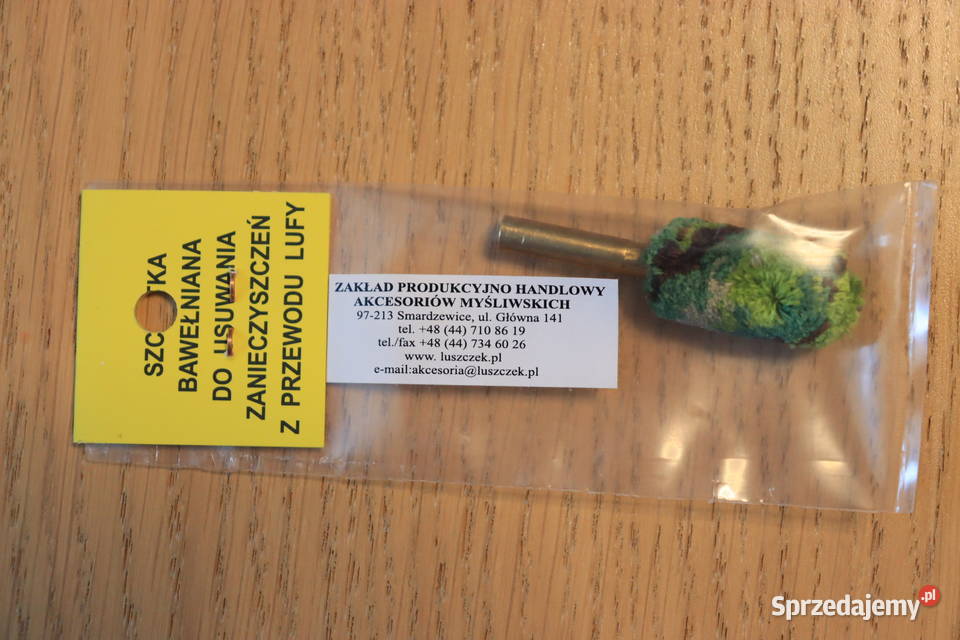 SZC TKA
BAWEŁNIANA
DO USUWANIA
ZANIECZYSZCZEŃ
Z PRZEWODU LUFY
ZAKŁAD PRODUKCYJNO HANDLOWY
AKCESORIÓW MYŚLIWSKICH
97-213 Smardzewice, ul. Główna 141
tel. +48 (44) 710 86 19
tel./fax +48 (44) 734 60 26
www. luszczek.pl
e-mail:akcesoria@luszczek.pl
Sprzedajemy.pl